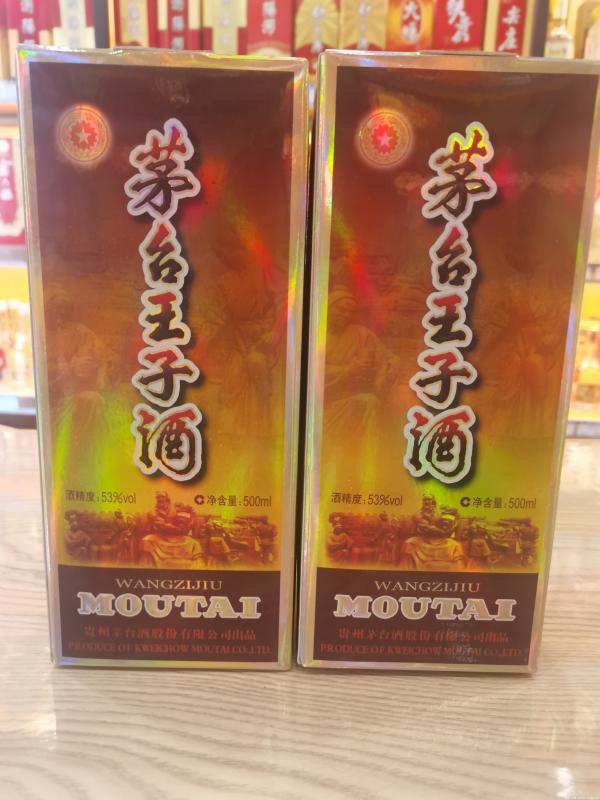 茅台王子酒
酒精度:53%vol
C净含量:500ml
WANGZIJIU
MOUTAI
贵州茅台酒股份有限公司出品
PRODUCE OF KWEICHOW MOUTAI CO.,LTD.
茅台王子酒
酒精度:53%vol
C净含量:500ml
WANGZIJIU
MOUTAI
贵州茅台酒股份有限公司出品
PRODUCE OF KWEICHOW MOUTAI CO.,LTD.